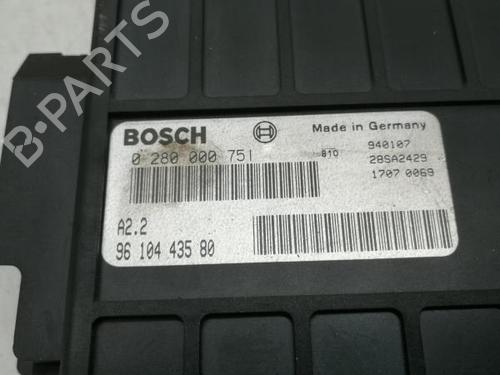 B-PARTS
BOSCH
Made in Germany
0 280 000 751
810
940107
28SA2429
1707 0069
A2.2
96 104 435 80